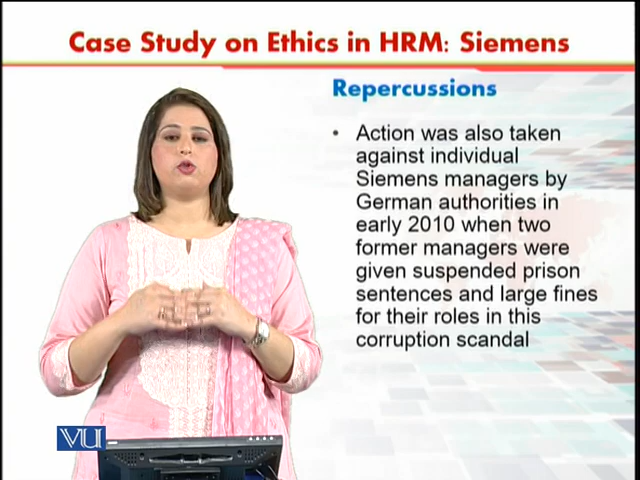 Case Study on Ethics in HRM: Siemens
Repercussions
• Action was also taken
against individual
Siemens managers by
German authorities in
early 2010 when two
former managers were
given suspended prison
sentences and large fines
for their roles in this
corruption scandal
VU